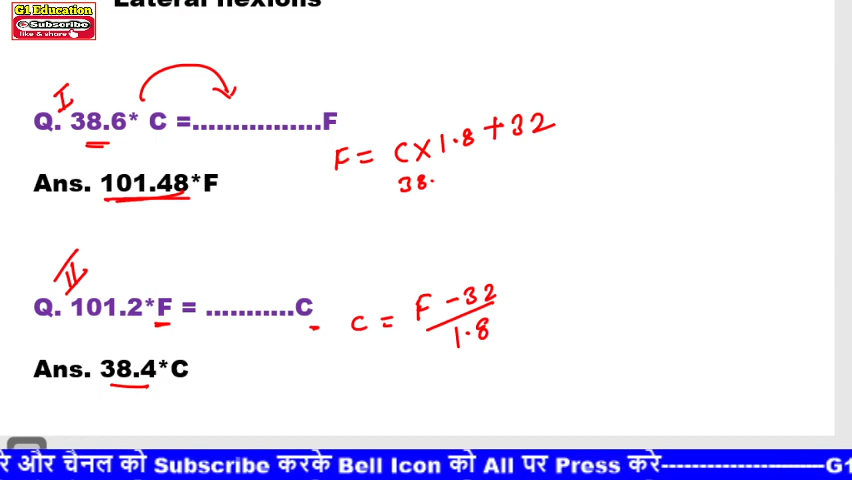 Lateral flexions
G1 Education
Subscribe
like & share
I
Q. 38.6* C =................F
F = C × 1.8 + 32
38.
Ans. 101.48*F
II
Q. 101.2*F = ...........C
C = F - 32
1.8
Ans. 38.4*C
रे और चैनल को Subscribe करके Bell Icon को All पर Press करे-----------------------G1